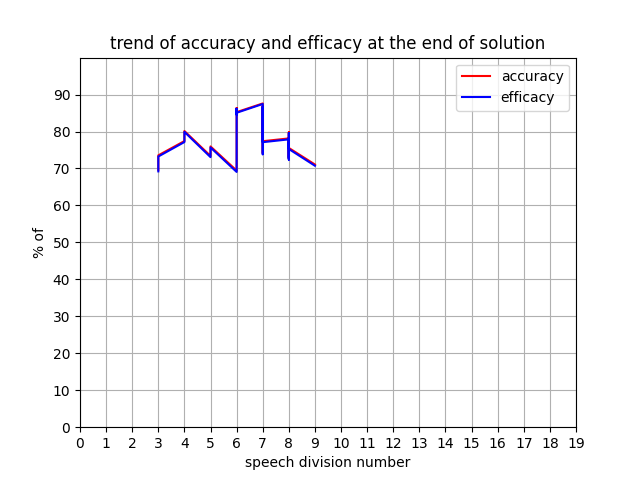 trend of accuracy and efficacy at the end of solution
accuracy
efficacy
90
80
70
60
50
40
30
20
10
0
% of
0 1 2 3 4 5 6 7 8 9 10 11 12 13 14 15 16 17 18 19
speech division number